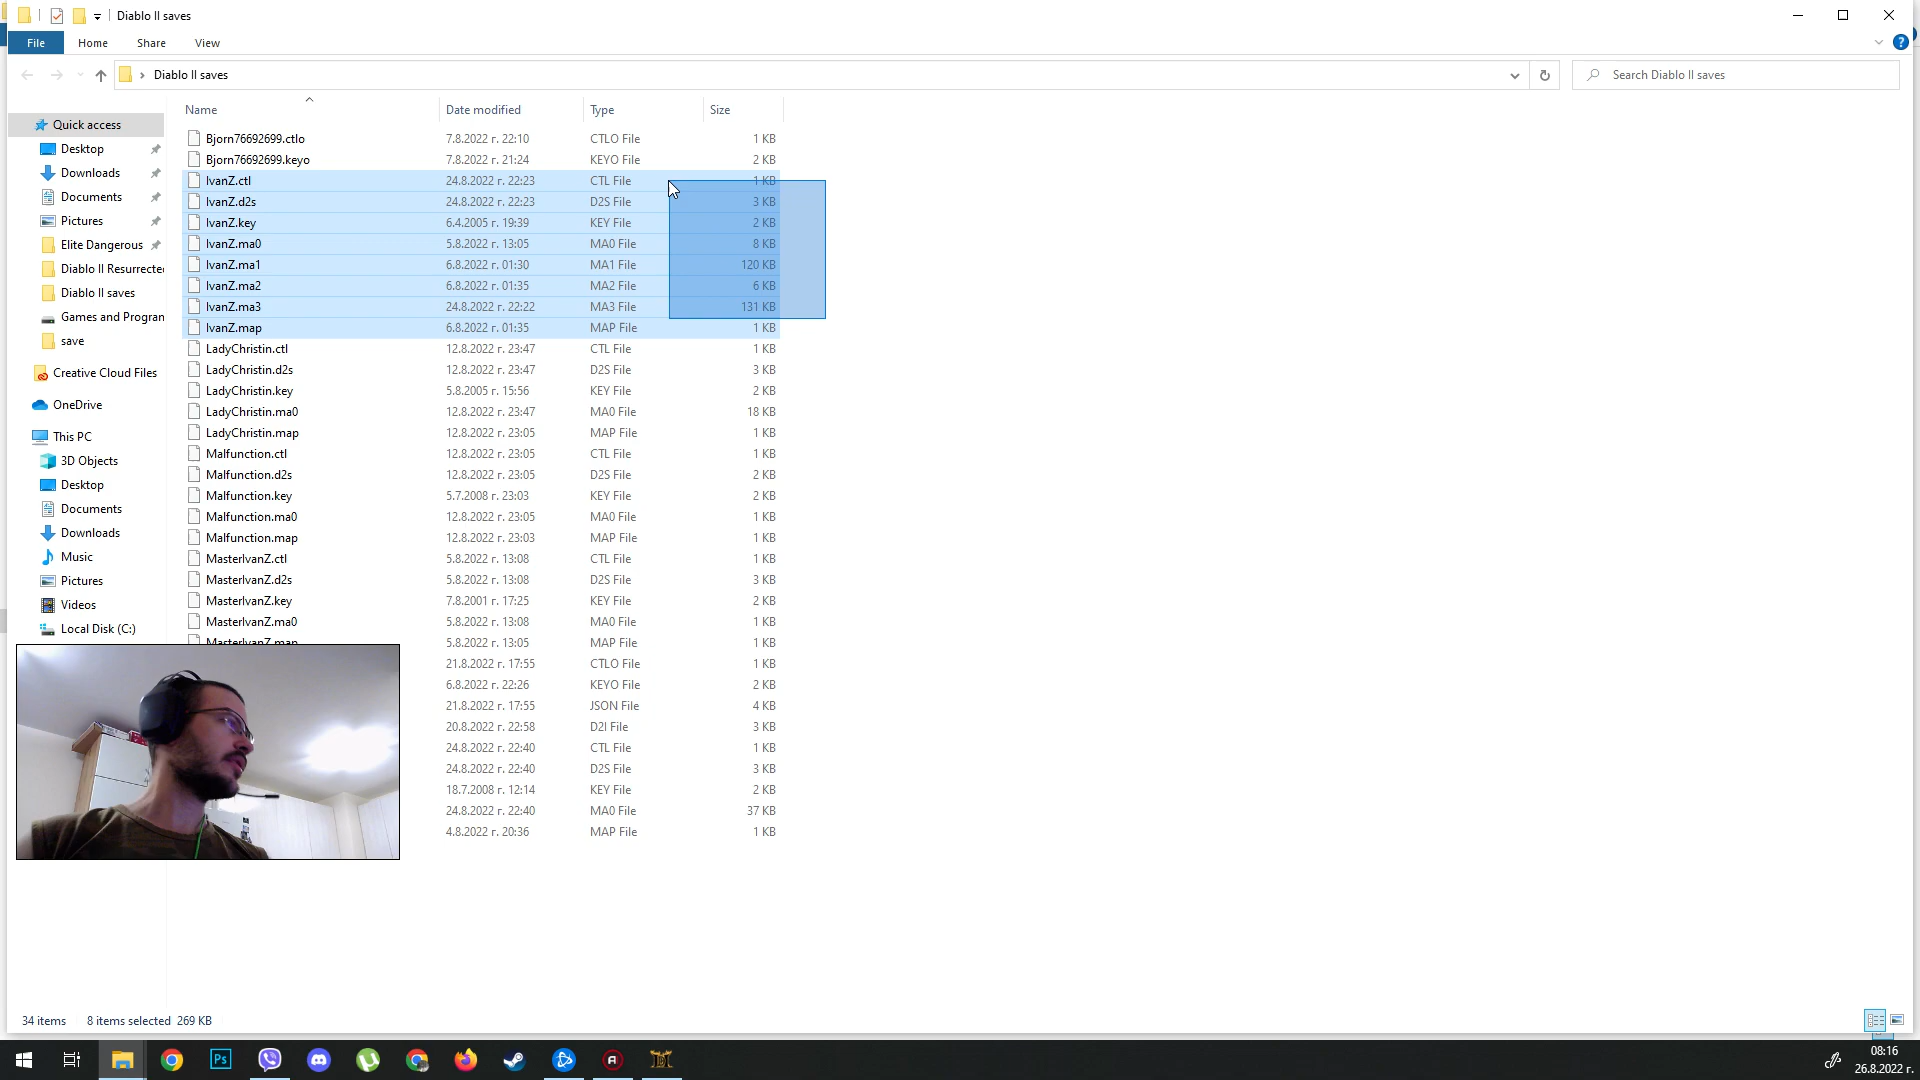 Diablo II saves
File Home Share View
Diablo II saves
Search Diablo II saves
Name Date modified Type Size
Quick access
Desktop
Downloads
Documents
Pictures
Elite Dangerous
Diablo II Resurrecte
Diablo II saves
Games and Progran
save
Creative Cloud Files
OneDrive
This PC
3D Objects
Desktop
Documents
Downloads
Music
Pictures
Videos
Local Disk (C:)
Bjorn76692699.ctlo 7.8.2022 г. 22:10 CTLO File 1 KB
Bjorn76692699.keyo 7.8.2022 г. 21:24 KEYO File 2 KB
IvanZ.ctl 24.8.2022 г. 22:23 CTL File 1 KB
IvanZ.d2s 24.8.2022 г. 22:23 D2S File 3 KB
IvanZ.key 6.4.2005 г. 19:39 KEY File 2 KB
IvanZ.ma0 5.8.2022 г. 13:05 MA0 File 8 KB
IvanZ.ma1 6.8.2022 г. 01:30 MA1 File 120 KB
IvanZ.ma2 6.8.2022 г. 01:35 MA2 File 6 KB
IvanZ.ma3 24.8.2022 г. 22:22 MA3 File 131 KB
IvanZ.map 6.8.2022 г. 01:35 MAP File 1 KB
LadyChristin.ctl 12.8.2022 г. 23:47 CTL File 1 KB
LadyChristin.d2s 12.8.2022 г. 23:47 D2S File 3 KB
LadyChristin.key 5.8.2005 г. 15:56 KEY File 2 KB
LadyChristin.ma0 12.8.2022 г. 23:47 MA0 File 18 KB
LadyChristin.map 12.8.2022 г. 23:05 MAP File 1 KB
Malfunction.ctl 12.8.2022 г. 23:05 CTL File 1 KB
Malfunction.d2s 12.8.2022 г. 23:05 D2S File 2 KB
Malfunction.key 5.7.2008 г. 23:03 KEY File 2 KB
Malfunction.ma0 12.8.2022 г. 23:05 MA0 File 1 KB
Malfunction.map 12.8.2022 г. 23:03 MAP File 1 KB
MasterIvanZ.ctl 5.8.2022 г. 13:08 CTL File 1 KB
MasterIvanZ.d2s 5.8.2022 г. 13:08 D2S File 3 KB
MasterIvanZ.key 7.8.2001 г. 17:25 KEY File 2 KB
MasterIvanZ.ma0 5.8.2022 г. 13:08 MA0 File 1 KB
MasterIvanZ.map 5.8.2022 г. 13:05 MAP File 1 KB
21.8.2022 г. 17:55 CTLO File 1 KB
6.8.2022 г. 22:26 KEYO File 2 KB
21.8.2022 г. 17:55 JSON File 4 KB
20.8.2022 г. 22:58 D2I File 3 KB
24.8.2022 г. 22:40 CTL File 1 KB
24.8.2022 г. 22:40 D2S File 3 KB
18.7.2008 г. 12:14 KEY File 2 KB
24.8.2022 г. 22:40 MA0 File 37 KB
4.8.2022 г. 20:36 MAP File 1 KB
34 items 8 items selected 269 KB
Ps
08:16
26.8.2022 г.